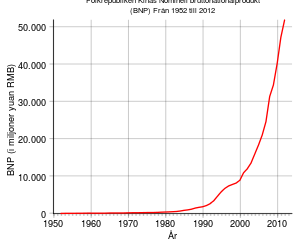 Folkrepubliken Kinas Nominell bruttonationalprodukt
(BNP) Från 1952 till 2012
BNP (i miljoner yuan RMB)
50.000
40.000
30.000
20.000
10.000
0
1950 1960 1970 1980 1990 2000 2010
År